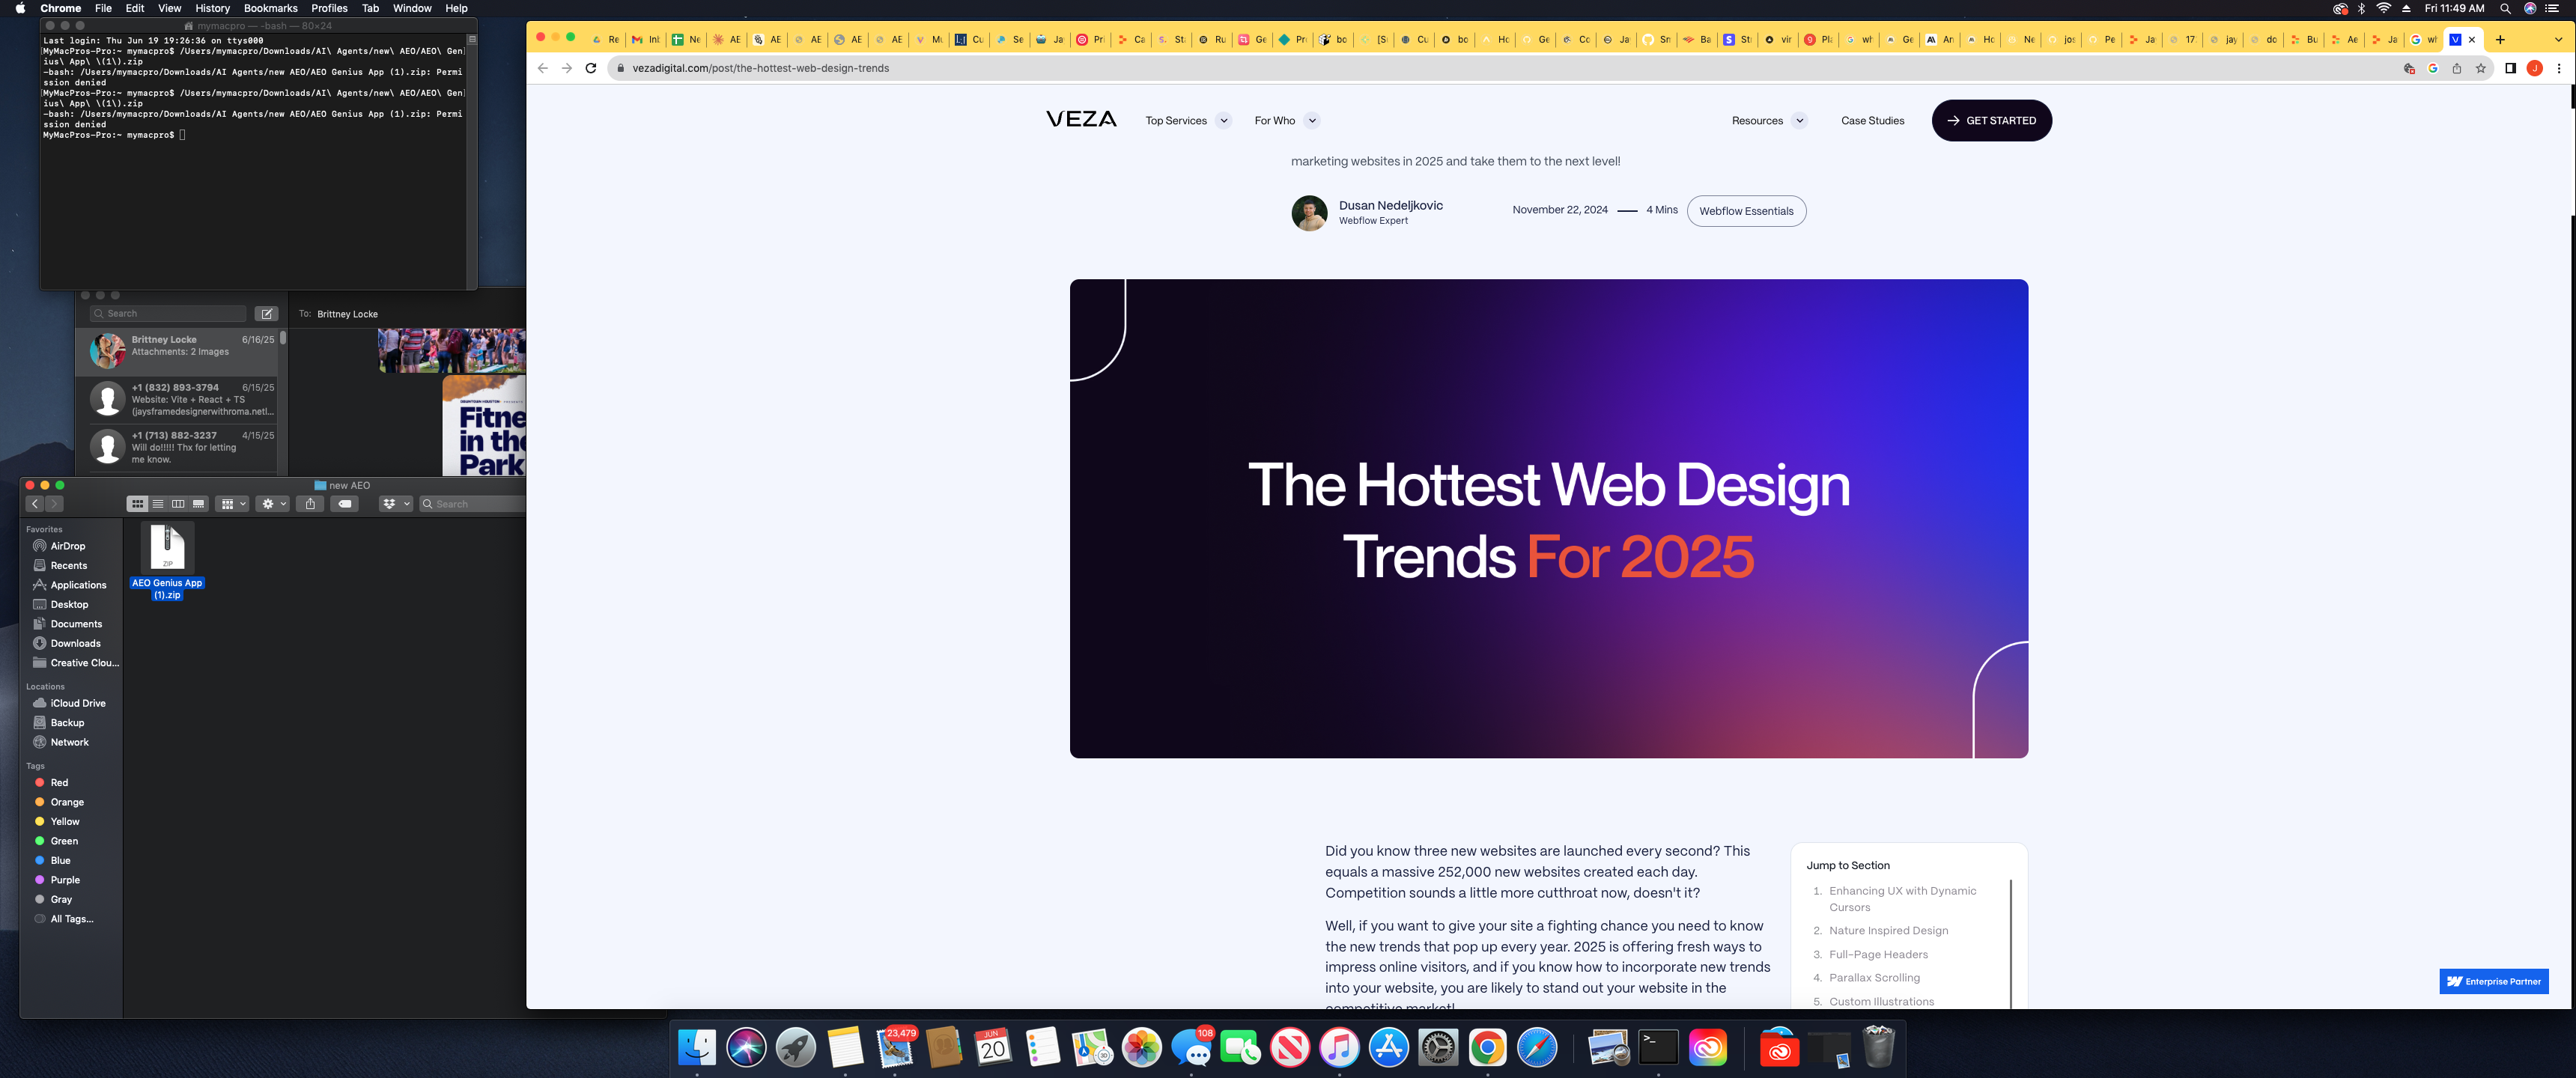 Chrome File Edit View History Bookmarks Profiles Tab Window Help
Fri 11:49 AM
mymacpro — -bash — 80×24
Last login: Thu Jun 19 19:26:36 on ttys000
[MyMacPros-Pro:~ mymacpro$ /Users/mymacpro/Downloads/AI\ Agents/new\ AEO/AEO\ Gen]
ius\ App\ \(1\).zip
-bash: /Users/mymacpro/Downloads/AI Agents/new AEO/AEO Genius App (1).zip: Permi
ssion denied
[MyMacPros-Pro:~ mymacpro$ /Users/mymacpro/Downloads/AI\ Agents/new\ AEO/AEO\ Gen]
ius\ App\ \(1\).zip
-bash: /Users/mymacpro/Downloads/AI Agents/new AEO/AEO Genius App (1).zip: Permi
ssion denied
MyMacPros-Pro:~ mymacpro$
Search
To: Brittney Locke
Brittney Locke 6/16/25
Attachments: 2 Images
+1 (832) 893-3794 6/15/25
Website: Vite + React + TS
(jaysframedesignerwithroma.netl...
+1 (713) 882-3237 4/15/25
Will do!!!!! Thx for letting
me know.
Fitne
in the
Park
new AEO
Search
Favorites
AirDrop
Recents
Applications
Desktop
Documents
Downloads
Creative Clou...
Locations
iCloud Drive
Backup
Network
Tags
Red
Orange
Yellow
Green
Blue
Purple
Gray
All Tags...
ZIP
AEO Genius App
(1).zip
vezadigital.com/post/the-hottest-web-design-trends
J
VEZA
Top Services
For Who
Resources
Case Studies
GET STARTED
marketing websites in 2025 and take them to the next level!
Dusan Nedeljkovic
Webflow Expert
November 22, 2024 — 4 Mins
Webflow Essentials
The Hottest Web Design
Trends For 2025
Did you know three new websites are launched every second? This
equals a massive 252,000 new websites created each day.
Competition sounds a little more cutthroat now, doesn't it?
Well, if you want to give your site a fighting chance you need to know
the new trends that pop up every year. 2025 is offering fresh ways to
impress online visitors, and if you know how to incorporate new trends
into your website, you are likely to stand out your website in the
competitive market!
Jump to Section
1. Enhancing UX with Dynamic
Cursors
2. Nature Inspired Design
3. Full-Page Headers
4. Parallax Scrolling
5. Custom Illustrations
Enterprise Partner
23,479
JUN
20
108